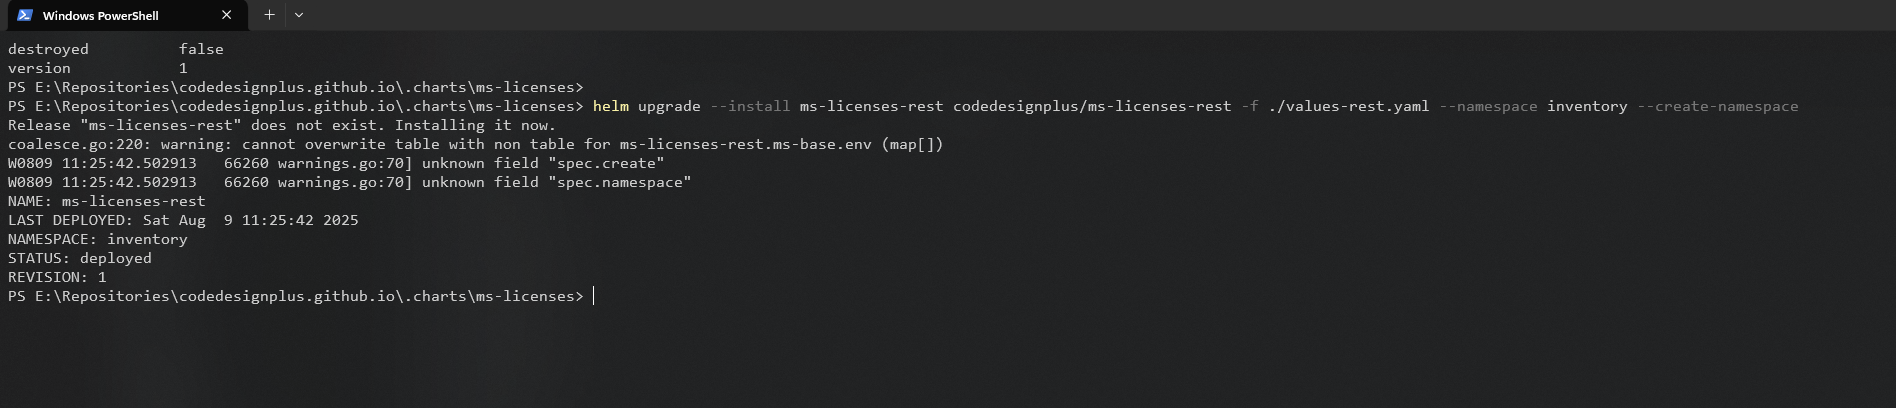 Windows PowerShell
destroyed false
version 1
PS E:\Repositories\codedesignplus.github.io\.charts\ms-licenses>
PS E:\Repositories\codedesignplus.github.io\.charts\ms-licenses> helm upgrade --install ms-licenses-rest codedesignplus/ms-licenses-rest -f ./values-rest.yaml --namespace inventory --create-namespace
Release "ms-licenses-rest" does not exist. Installing it now.
coalesce.go:220: warning: cannot overwrite table with non table for ms-licenses-rest.ms-base.env (map[])
W0809 11:25:42.502913 66260 warnings.go:70] unknown field "spec.create"
W0809 11:25:42.502913 66260 warnings.go:70] unknown field "spec.namespace"
NAME: ms-licenses-rest
LAST DEPLOYED: Sat Aug 9 11:25:42 2025
NAMESPACE: inventory
STATUS: deployed
REVISION: 1
PS E:\Repositories\codedesignplus.github.io\.charts\ms-licenses>